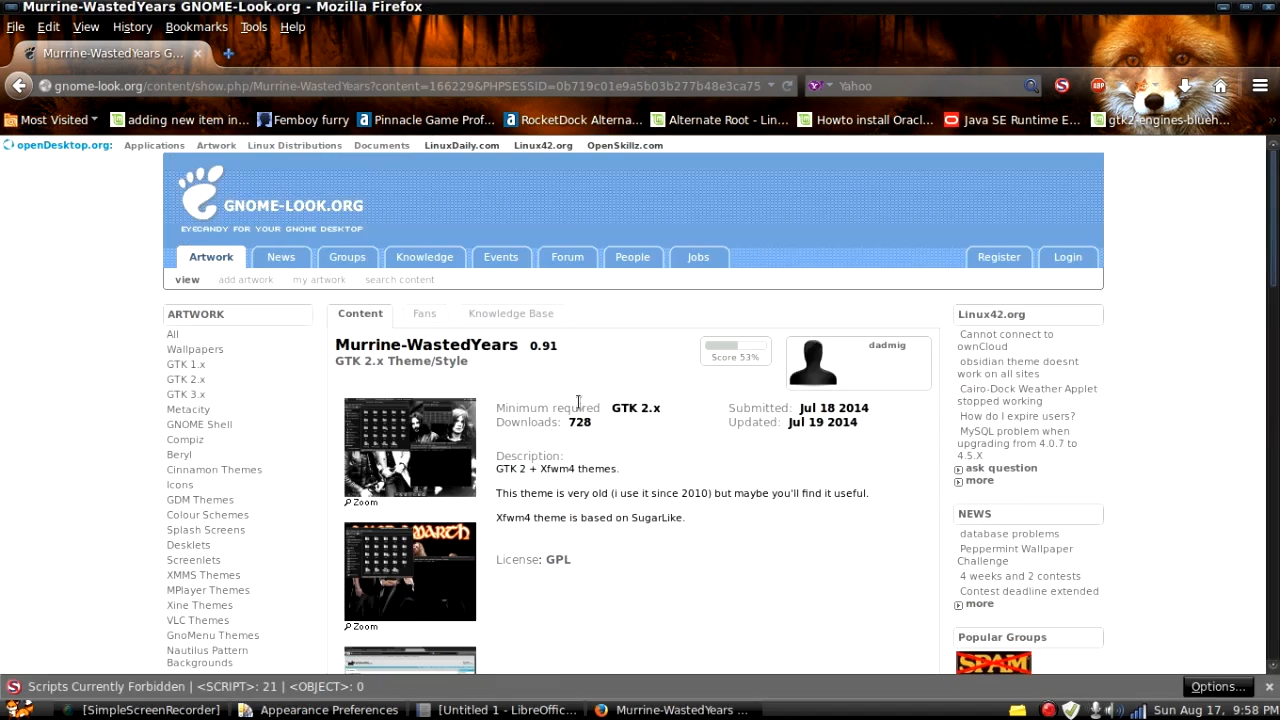 Murrine-WastedYears GNOME-Look.org - Mozilla Firefox
File Edit View History Bookmarks Tools Help
Murrine-WastedYears G...
gnome-look.org/content/show.php/Murrine-WastedYears?content=166229&PHPSESSID=0b719c01e9a5b03b277b48e3ca75
Yahoo
Most Visited
adding new item in...
Femboy furry
Pinnacle Game Prof...
RocketDock Alterna...
Alternate Root - Lin...
Howto install Oracl...
Java SE Runtime E...
gtk2-engines-blueh...
openDesktop.org: Applications Artwork Linux Distributions Documents LinuxDaily.com Linux42.org OpenSkillz.com
GNOME-LOOK.ORG
EYECANDY FOR YOUR GNOME DESKTOP
Artwork News Groups Knowledge Events Forum People Jobs Register Login
view add artwork my artwork search content
ARTWORK
All
Wallpapers
GTK 1.x
GTK 2.x
GTK 3.x
Metacity
GNOME Shell
Compiz
Beryl
Cinnamon Themes
Icons
GDM Themes
Colour Schemes
Splash Screens
Desklets
Screenlets
XMMS Themes
MPlayer Themes
Xine Themes
VLC Themes
GnoMenu Themes
Nautilus Pattern
Backgrounds
Content Fans Knowledge Base
Murrine-WastedYears 0.91
GTK 2.x Theme/Style
Score 53%
dadmig
Zoom
Zoom
Minimum required GTK 2.x
Downloads: 728
Submitted: Jul 18 2014
Updated: Jul 19 2014
Description:
GTK 2 + Xfwm4 themes.
This theme is very old (i use it since 2010) but maybe you'll find it useful.
Xfwm4 theme is based on SugarLike.
License: GPL
Linux42.org
Cannot connect to
ownCloud
obsidian theme doesnt
work on all sites
Cairo-Dock Weather Applet
stopped working
How do I expire users?
MySQL problem when
upgrading from 4.0.7 to
4.5.X
ask question
more
NEWS
database problems
Peppermint Wallpaper
Challenge
4 weeks and 2 contests
Contest deadline extended
more
Popular Groups
SPAM
Scripts Currently Forbidden | <SCRIPT>: 21 | <OBJECT>: 0
Options...
[SimpleScreenRecorder]
Appearance Preferences
[Untitled 1 - LibreOffic...
Murrine-WastedYears ...
Sun Aug 17, 9:58 PM